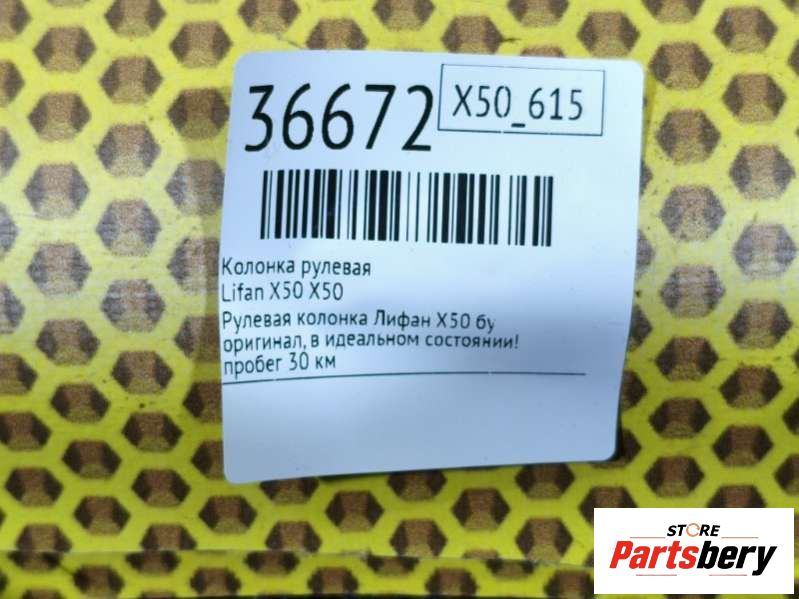 36672
X50_615
Колонка рулевая
Lifan X50 X50
Рулевая колонка Лифан X50 бу
оригинал, в идеальном состоянии!
пробег 30 км
STORE
Partsbery